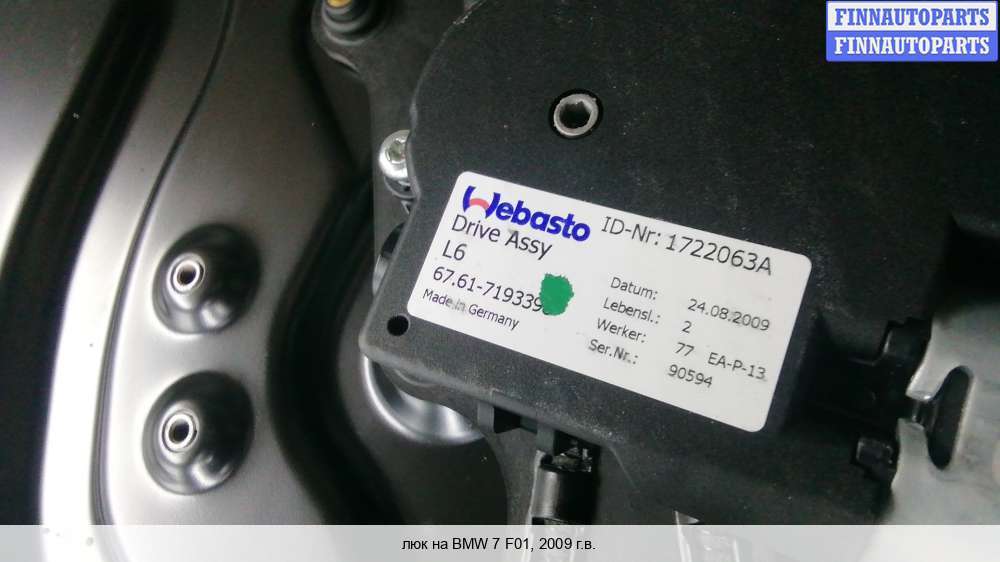 FINNAUTOPARTS
FINNAUTOPARTS
Webasto
Drive Assy
L6
Made in Germany
ID-Nr: 1722063A
Datum: 24.08.2009
Lebensl.: 2
Werker: 77 EA-P-13
Ser.Nr.: 90594
люк на BMW 7 F01, 2009 г.в.